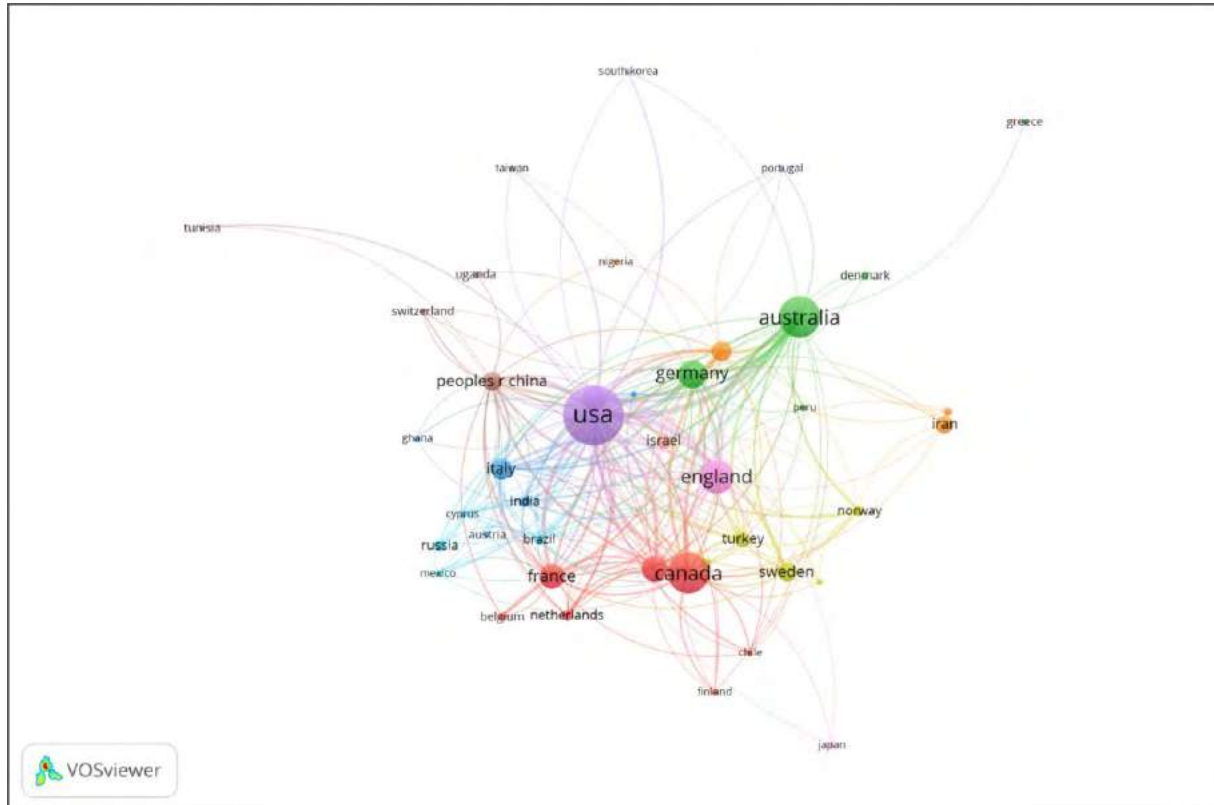 southkorea
greece
taiwan
portugal
tunisia
nigeria
uganda
denmark
switzerland
australia
germany
peoples r china
usa
peru
iran
ghana
israel
italy
england
india
cyprus
norway
austria
brazil
turkey
russia
mexico
france
canada
sweden
belgium
netherlands
chile
finland
japan
VOSviewer